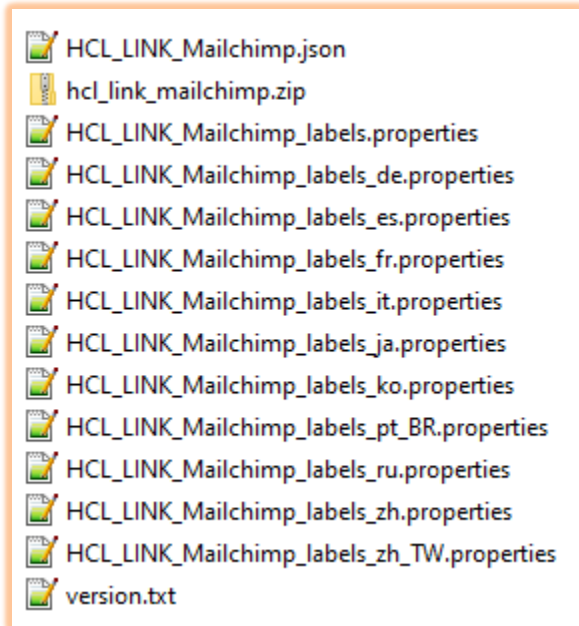 HCL_LINK_Mailchimp.json
hcl_link_mailchimp.zip
HCL_LINK_Mailchimp_labels.properties
HCL_LINK_Mailchimp_labels_de.properties
HCL_LINK_Mailchimp_labels_es.properties
HCL_LINK_Mailchimp_labels_fr.properties
HCL_LINK_Mailchimp_labels_it.properties
HCL_LINK_Mailchimp_labels_ja.properties
HCL_LINK_Mailchimp_labels_ko.properties
HCL_LINK_Mailchimp_labels_pt_BR.properties
HCL_LINK_Mailchimp_labels_ru.properties
HCL_LINK_Mailchimp_labels_zh.properties
HCL_LINK_Mailchimp_labels_zh_TW.properties
version.txt